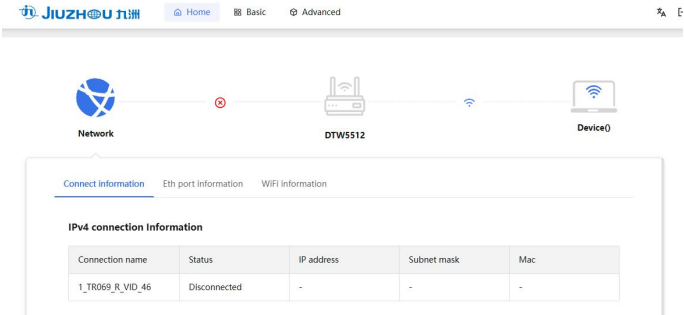 JIUZHOU 九洲 Home Basic Advanced
Network DTW5512 Device()
Connect information Eth port information WiFi information
IPv4 connection Information
Connection name Status IP address Subnet mask Mac
1_TR069_R_VID_46 Disconnected - - -